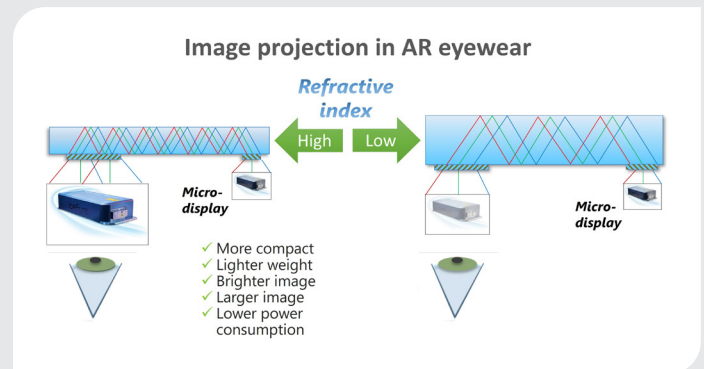 Image projection in AR eyewear
Refractive
index
High
Low
Micro-
display
Micro-
display
✓ More compact
✓ Lighter weight
✓ Brighter image
✓ Larger image
✓ Lower power
consumption